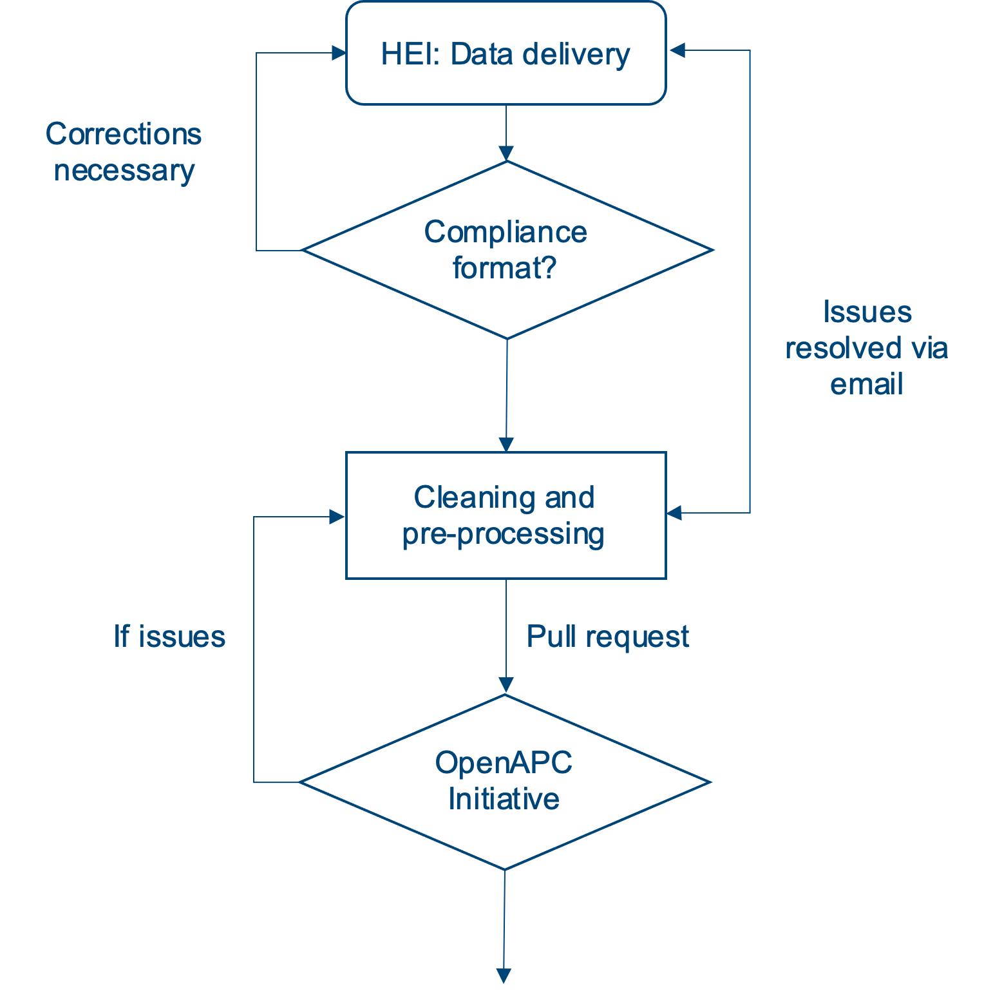 HEI: Data delivery
Corrections
necessary
Compliance
format?
Issues
resolved via
email
Cleaning and
pre-processing
If issues
Pull request
OpenAPC
Initiative